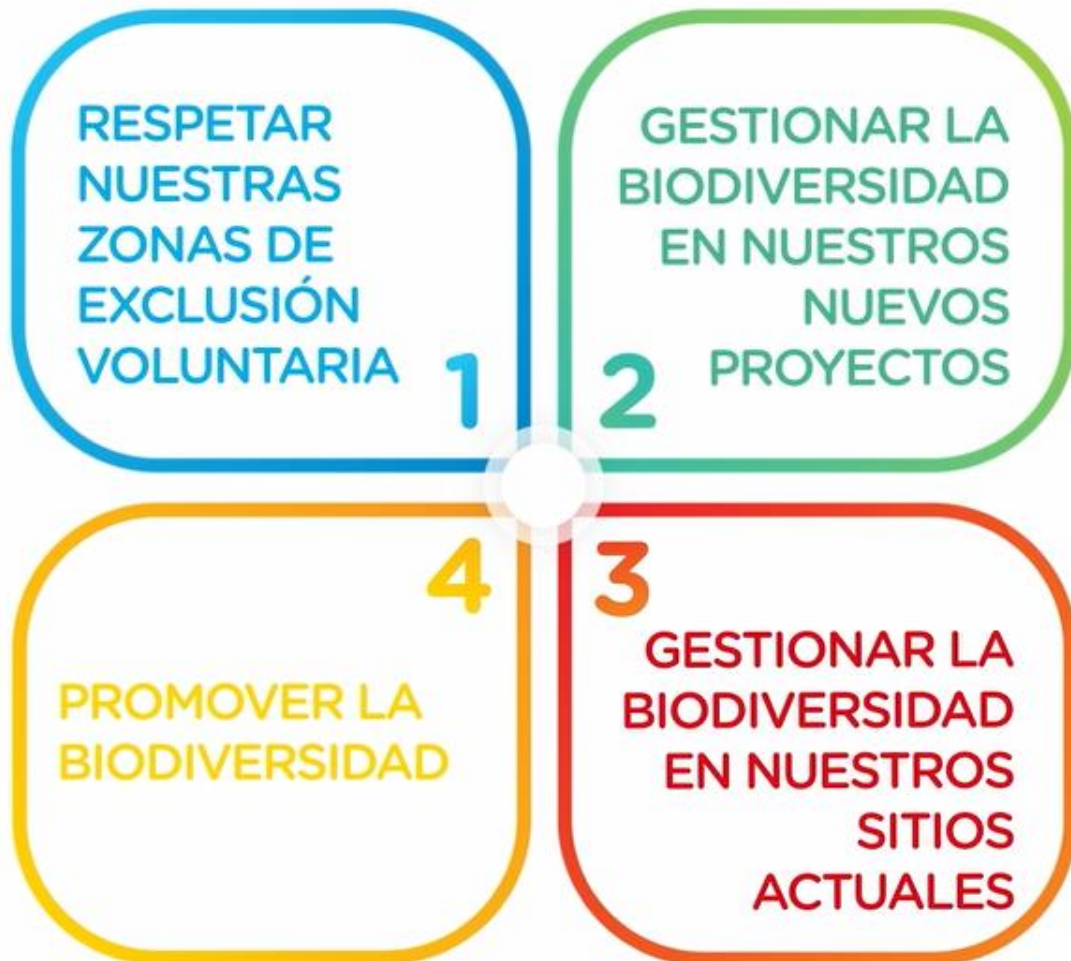 RESPETAR
NUESTRAS
ZONAS DE
EXCLUSIÓN
VOLUNTARIA
1
GESTIONAR LA
BIODIVERSIDAD
EN NUESTROS
NUEVOS
PROYECTOS
2
3
GESTIONAR LA
BIODIVERSIDAD
EN NUESTROS
SITIOS
ACTUALES
4
PROMOVER LA
BIODIVERSIDAD